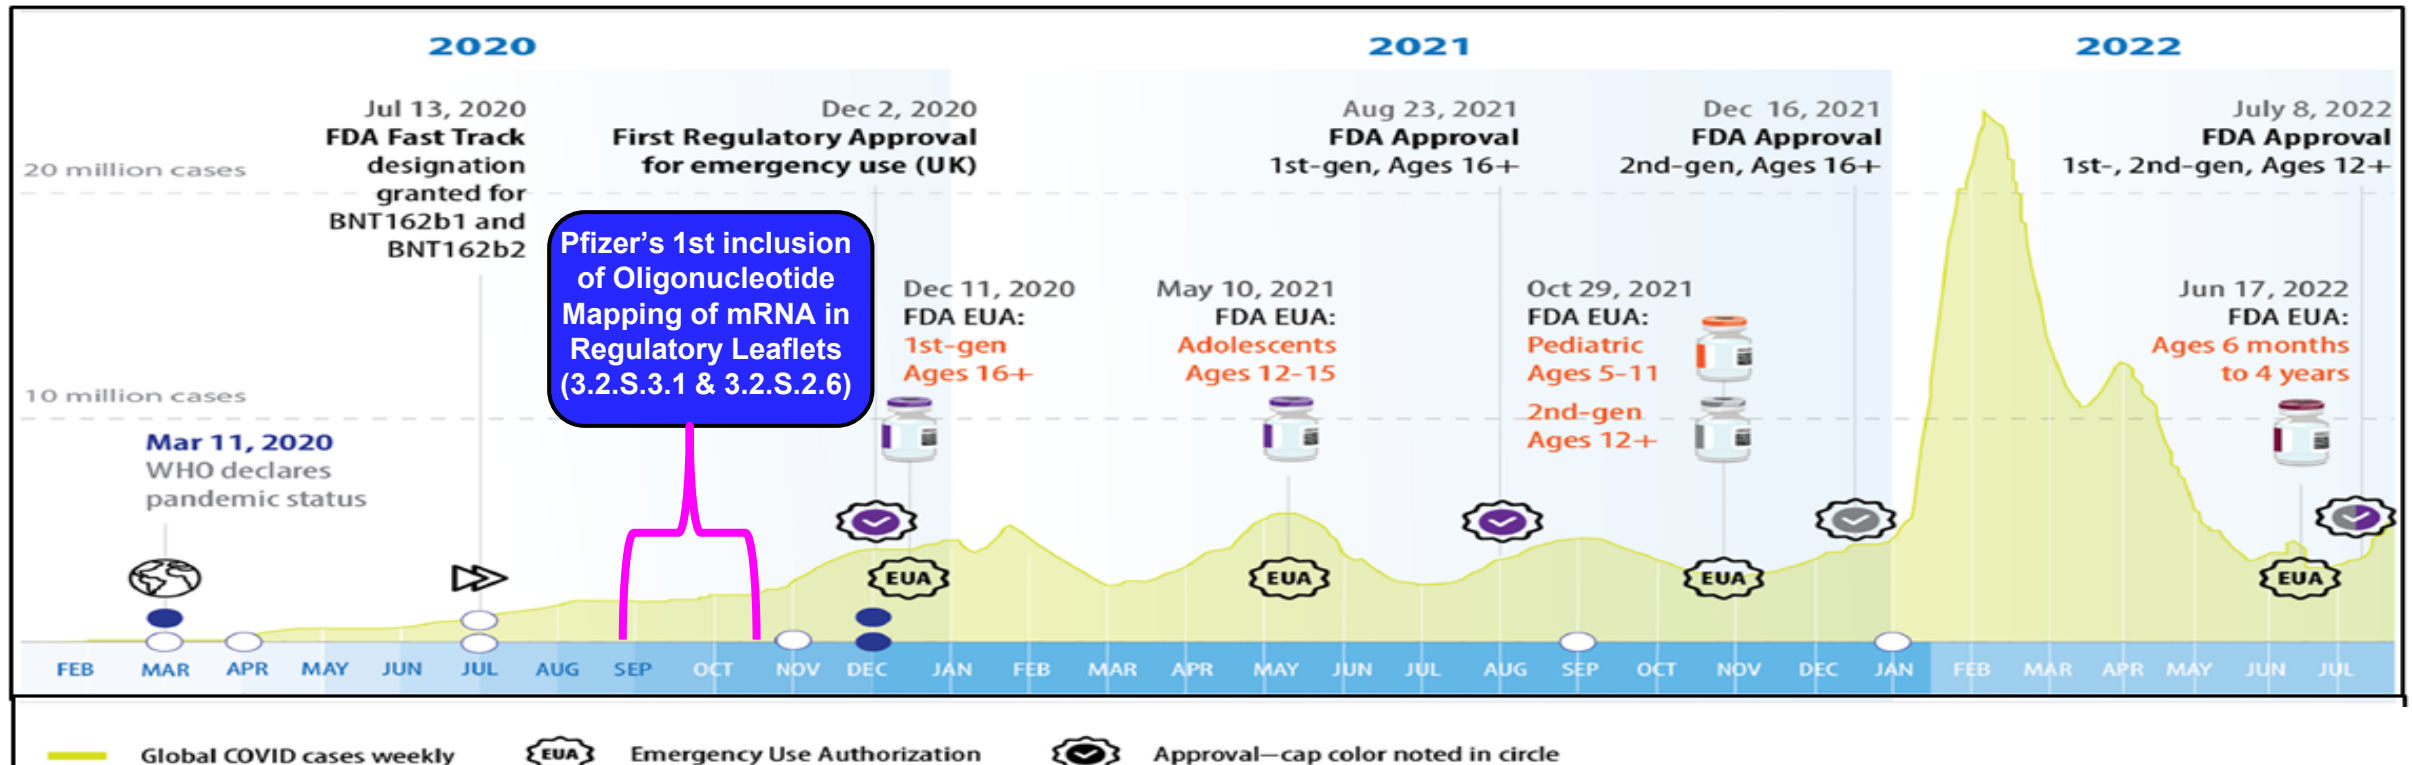 2020
2021
2022
Jul 13, 2020
FDA Fast Track
designation
granted for
BNT162b1 and
BNT162b2
Dec 2, 2020
First Regulatory Approval
for emergency use (UK)
Aug 23, 2021
FDA Approval
1st-gen, Ages 16+
Dec 16, 2021
FDA Approval
2nd-gen, Ages 16+
July 8, 2022
FDA Approval
1st-, 2nd-gen, Ages 12+
20 million cases
Pfizer’s 1st inclusion
of Oligonucleotide
Mapping of mRNA in
Regulatory Leaflets
(3.2.S.3.1 & 3.2.S.2.6)
Dec 11, 2020
FDA EUA:
1st-gen
Ages 16+
May 10, 2021
FDA EUA:
Adolescents
Ages 12-15
Oct 29, 2021
FDA EUA:
Pediatric
Ages 5-11
2nd-gen
Ages 12+
Jun 17, 2022
FDA EUA:
Ages 6 months
to 4 years
10 million cases
Mar 11, 2020
WHO declares
pandemic status
EUA
EUA
EUA
EUA
FEB MAR APR MAY JUN JUL AUG SEP OCT NOV DEC JAN FEB MAR APR MAY JUN JUL AUG SEP OCT NOV DEC JAN FEB MAR APR MAY JUN JUL
Global COVID cases weekly
EUA Emergency Use Authorization
Approval—cap color noted in circle